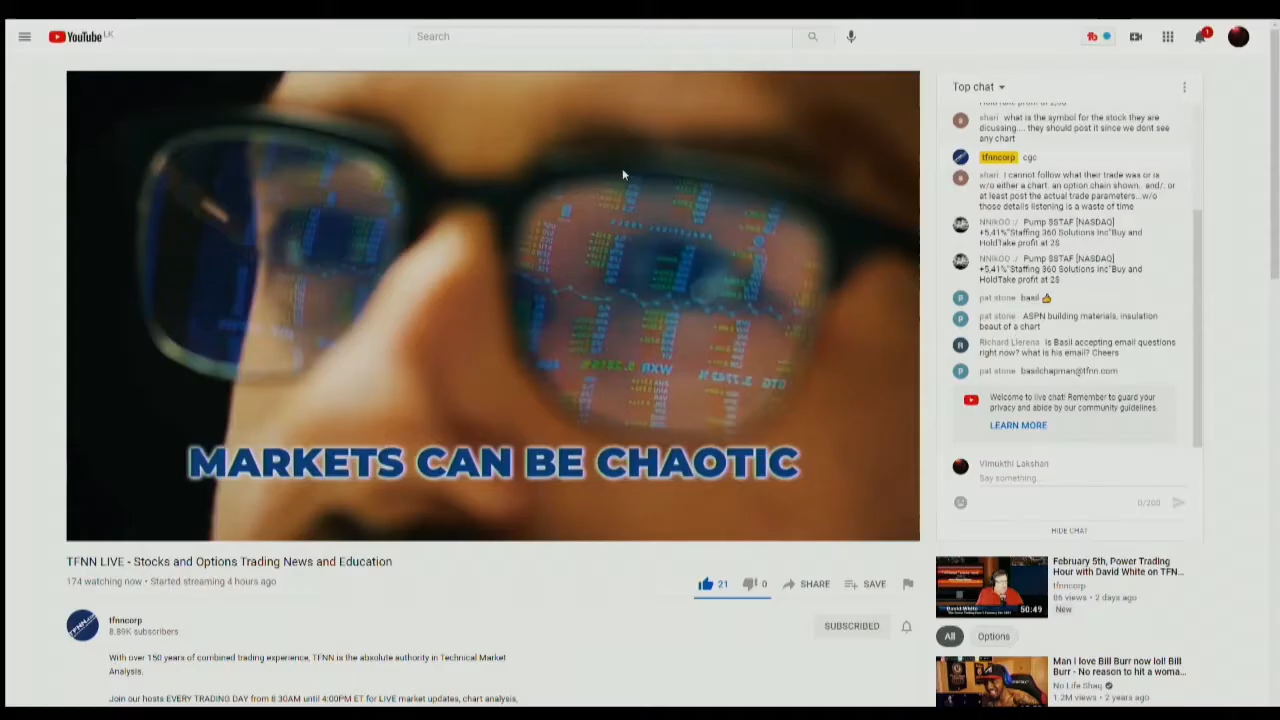 YouTube LK
Search
1
Top chat
shari what is the symbol for the stock they are
dicussing.... they should post it since we dont see
any chart
tfnncorp cgc
shari I cannot follow what their trade was or is
w/o either a chart. an option chain shown. and/. or
at least post the actual trade parameters...w/o
those details listening is a waste of time
NNiKOO :/ Pump $STAF [NASDAQ]
+5,41%"Staffing 360 Solutions Inc"Buy and
HoldTake profit at 2$
NNiKOO :/ Pump $STAF [NASDAQ]
+5,41%"Staffing 360 Solutions Inc"Buy and
HoldTake profit at 2$
pat stone basil 👍
pat stone ASPN building materials, insulation
beaut of a chart
Richard Llerena Is Basil accepting email questions
right now? what is his email? Cheers
pat stone basilchapman@tfnn.com
Welcome to live chat! Remember to guard your
privacy and abide by our community guidelines.
LEARN MORE
Vimukthi Lakshan
Say something...
0/200
HIDE CHAT
MARKETS CAN BE CHAOTIC
TFNN LIVE - Stocks and Options Trading News and Education
174 watching now • Started streaming 4 hours ago
21 0 SHARE SAVE
tfnncorp
8.89K subscribers
SUBSCRIBED
With over 150 years of combined trading experience, TFNN is the absolute authority in Technical Market
Analysis.
Join our hosts EVERY TRADING DAY from 8:30AM until 4:00PM ET for LIVE market updates, chart analysis,
February 5th, Power Trading
Hour with David White on TFN...
tfnncorp
86 views • 2 days ago
New
David White
50:49
All Options
Man I love Bill Burr now lol! Bill
Burr - No reason to hit a woma...
No Life Shaq
1.2M views • 2 years ago